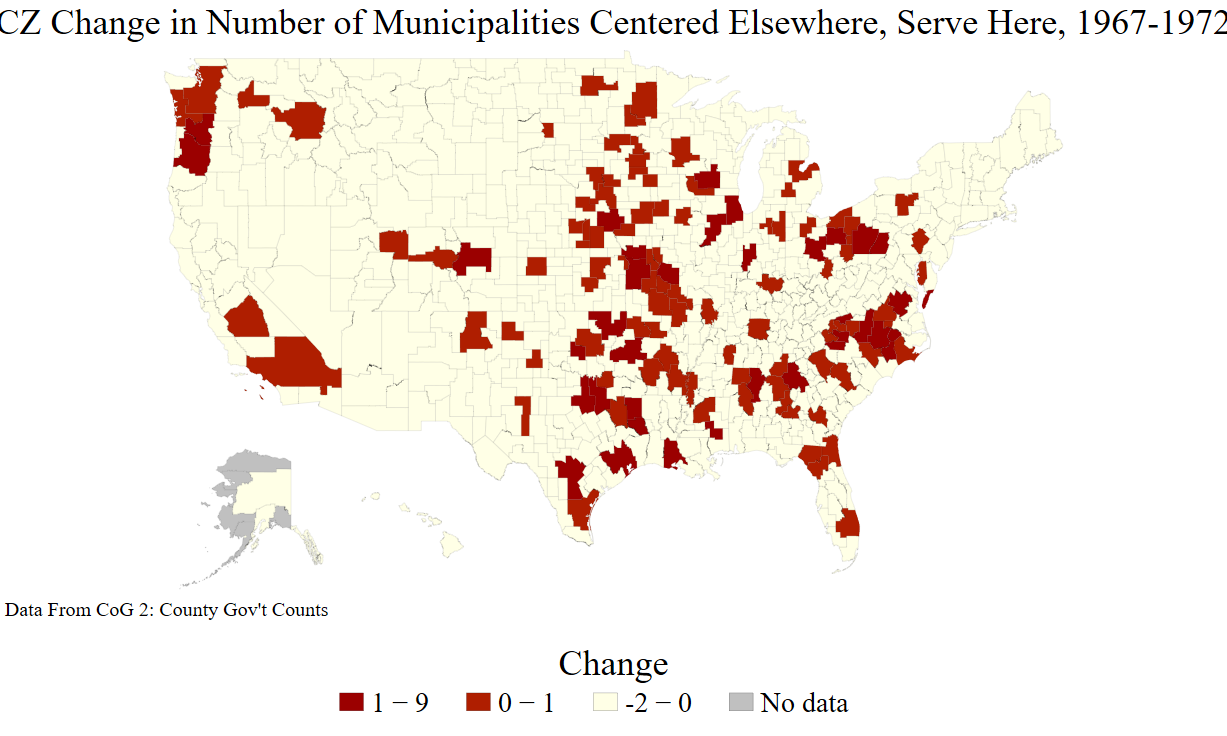 CZ Change in Number of Municipalities Centered Elsewhere, Serve Here, 1967-1972
Data From CoG 2: County Gov't Counts
Change
1 − 9 0 − 1 -2 − 0 No data